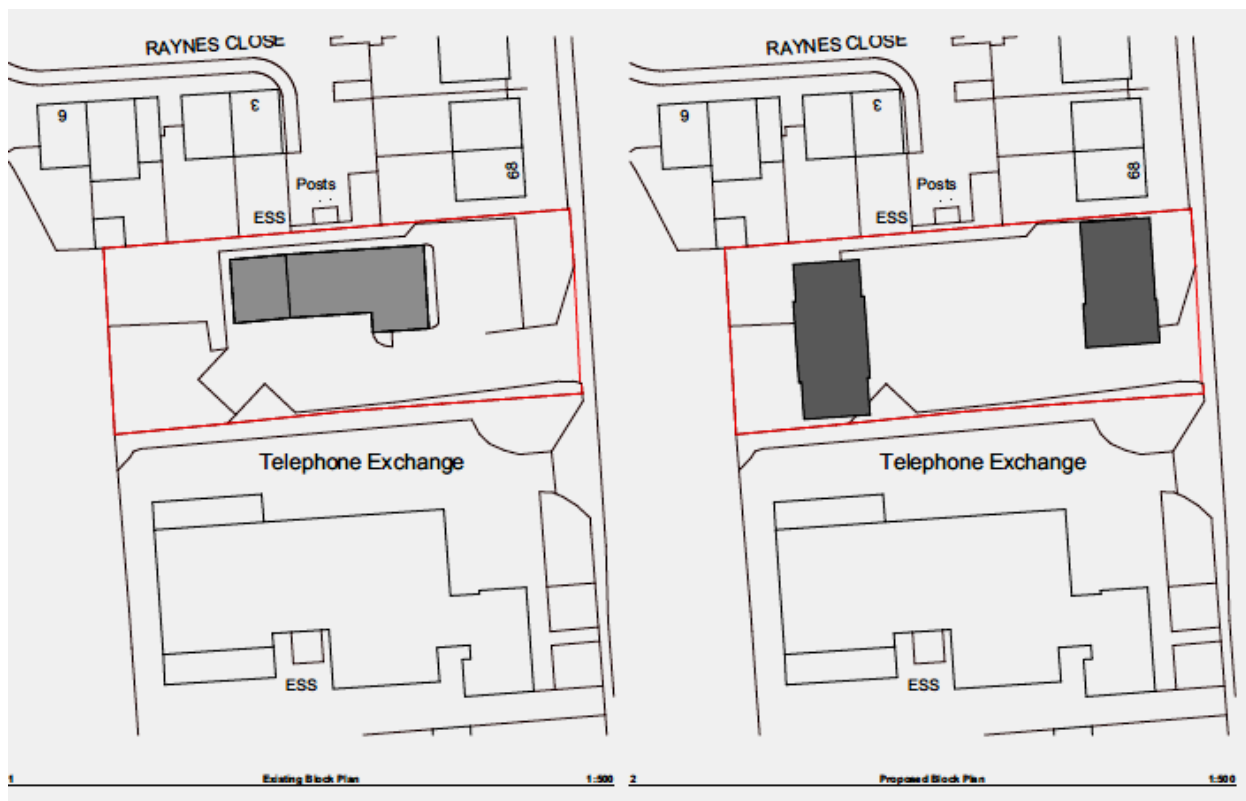 RAYNES CLOSE
9
3
Posts
68
ESS
Telephone Exchange
ESS
1 Existing Block Plan 1:500
RAYNES CLOSE
9
3
Posts
68
ESS
Telephone Exchange
ESS
2 Proposed Block Plan 1:500